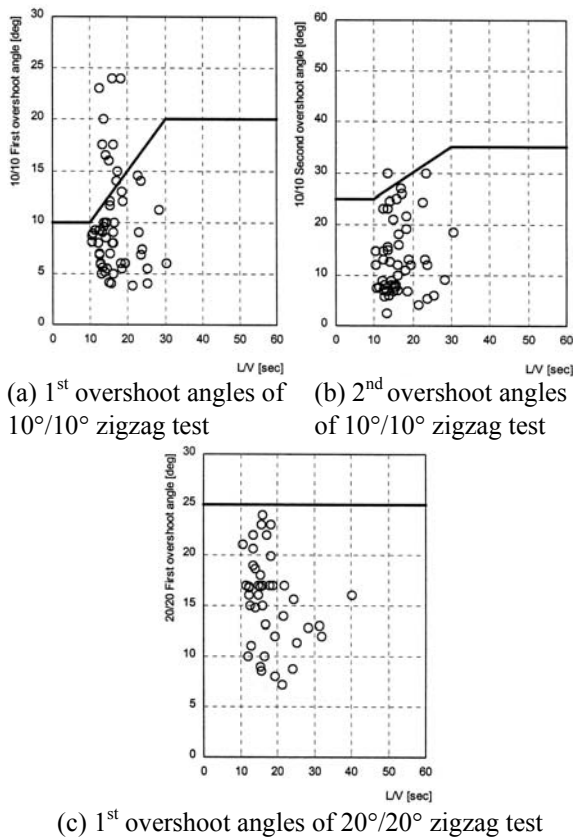 10/10 First overshoot angle [deg]
30
25
20
15
10
5
0
0 10 20 30 40 50 60
L/V [sec]
10/10 Second overshoot angle [deg]
60
50
40
30
20
10
0
0 10 20 30 40 50 60
L/V [sec]
(a) 1st overshoot angles of
10°/10° zigzag test
(b) 2nd overshoot angles
of 10°/10° zigzag test
20/20 First overshoot angle [deg]
30
25
20
15
10
5
0
0 10 20 30 40 50 60
L/V [sec]
(c) 1st overshoot angles of 20°/20° zigzag test